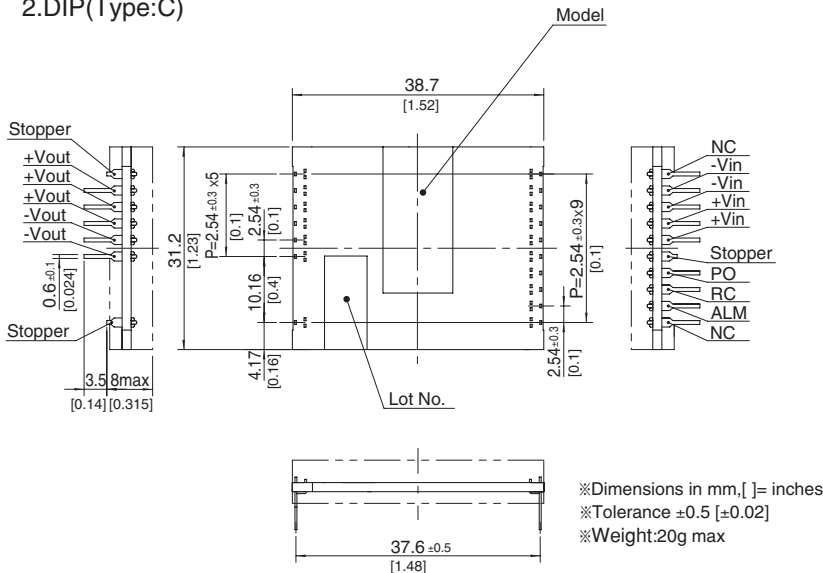 2.DIP(Type:C)
Model
38.7
[1.52]
Stopper
+Vout
+Vout
+Vout
-Vout
-Vout
Stopper
0.6±0.1
[0.024]
3.5
8max
[0.14]
[0.315]
31.2
[1.23]
P=2.54±0.3 x5
[0.1]
2.54±0.3
[0.1]
10.16
[0.4]
4.17
[0.16]
Lot No.
P=2.54±0.3x9
[0.1]
2.54±0.3
[0.1]
NC
-Vin
-Vin
+Vin
+Vin
Stopper
PO
RC
ALM
NC
37.6 ±0.5
[1.48]
※Dimensions in mm,[ ]= inches
※Tolerance ±0.5 [±0.02]
※Weight:20g max